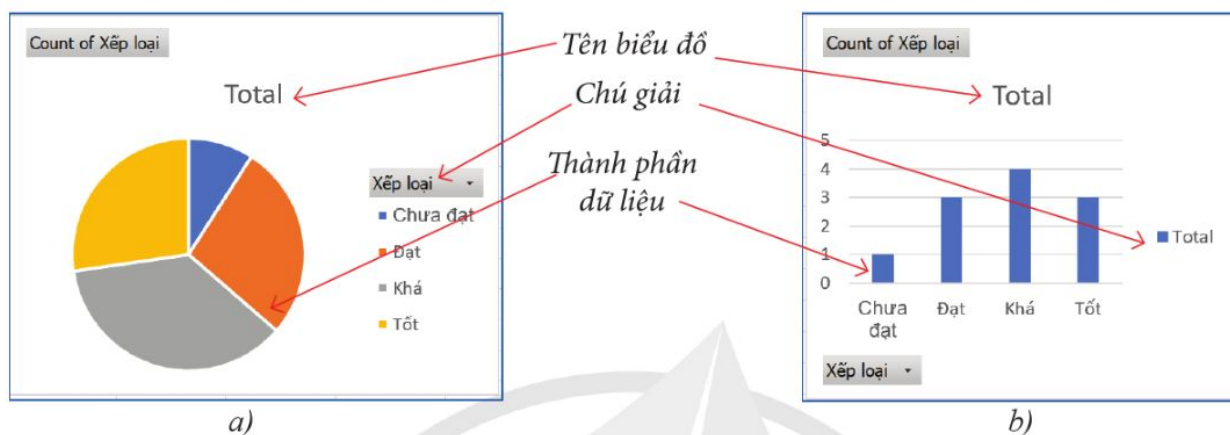 Count of Xếp loại
Total
Xếp loại
Chưa đạt
Đạt
Khá
Tốt
a)
Tên biểu đồ
Chú giải
Thành phần
dữ liệu
Count of Xếp loại
Total
5
4
3
2
1
0
Chưa đạt
Đạt
Khá
Tốt
Total
Xếp loại
b)